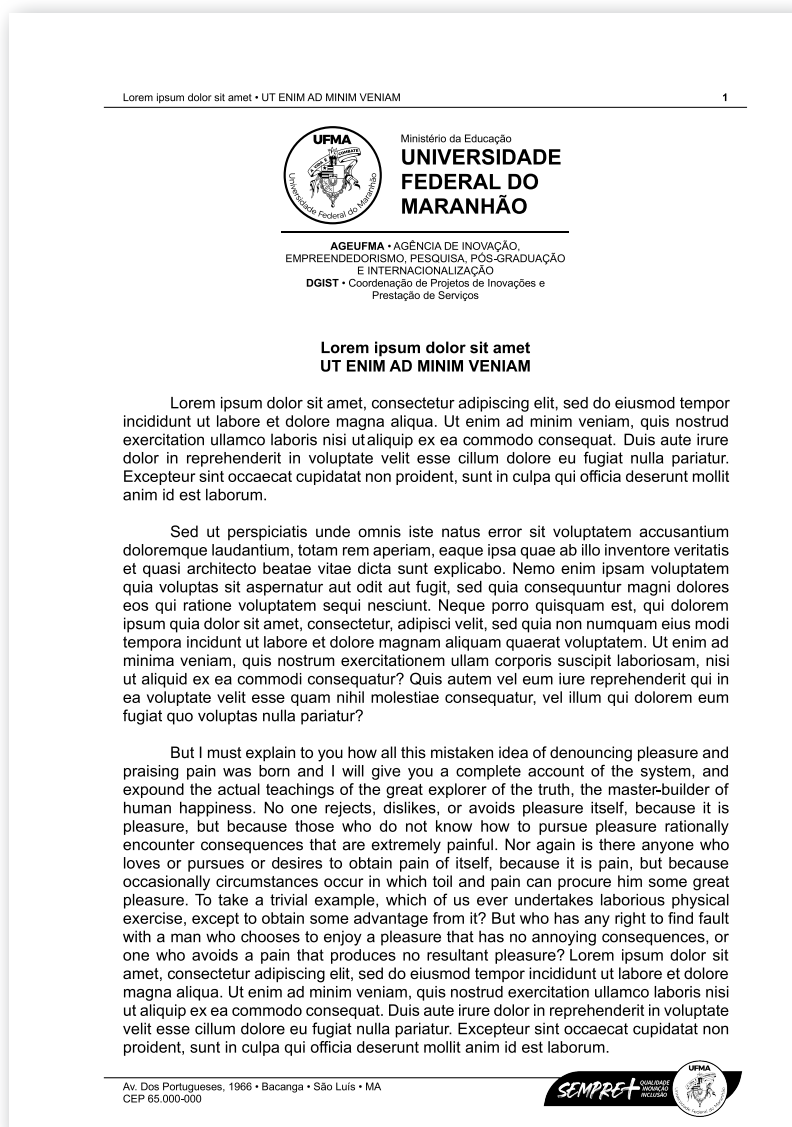 Lorem ipsum dolor sit amet • UT ENIM AD MINIM VENIAM 1
UFMA
Universidade Federal do Maranhão
Ministério da Educação
UNIVERSIDADE
FEDERAL DO
MARANHÃO
AGEUFMA • AGÊNCIA DE INOVAÇÃO,
EMPREENDEDORISMO, PESQUISA, PÓS-GRADUAÇÃO
E INTERNACIONALIZAÇÃO
DGIST • Coordenação de Projetos de Inovações e
Prestação de Serviços
Lorem ipsum dolor sit amet
UT ENIM AD MINIM VENIAM
Lorem ipsum dolor sit amet, consectetur adipiscing elit, sed do eiusmod tempor
incididunt ut labore et dolore magna aliqua. Ut enim ad minim veniam, quis nostrud
exercitation ullamco laboris nisi ut aliquip ex ea commodo consequat. Duis aute irure
dolor in reprehenderit in voluptate velit esse cillum dolore eu fugiat nulla pariatur.
Excepteur sint occaecat cupidatat non proident, sunt in culpa qui officia deserunt mollit
anim id est laborum.
Sed ut perspiciatis unde omnis iste natus error sit voluptatem accusantium
doloremque laudantium, totam rem aperiam, eaque ipsa quae ab illo inventore veritatis
et quasi architecto beatae vitae dicta sunt explicabo. Nemo enim ipsam voluptatem
quia voluptas sit aspernatur aut odit aut fugit, sed quia consequuntur magni dolores
eos qui ratione voluptatem sequi nesciunt. Neque porro quisquam est, qui dolorem
ipsum quia dolor sit amet, consectetur, adipisci velit, sed quia non numquam eius modi
tempora incidunt ut labore et dolore magnam aliquam quaerat voluptatem. Ut enim ad
minima veniam, quis nostrum exercitationem ullam corporis suscipit laboriosam, nisi
ut aliquid ex ea commodi consequatur? Quis autem vel eum iure reprehenderit qui in
ea voluptate velit esse quam nihil molestiae consequatur, vel illum qui dolorem eum
fugiat quo voluptas nulla pariatur?
But I must explain to you how all this mistaken idea of denouncing pleasure and
praising pain was born and I will give you a complete account of the system, and
expound the actual teachings of the great explorer of the truth, the master-builder of
human happiness. No one rejects, dislikes, or avoids pleasure itself, because it is
pleasure, but because those who do not know how to pursue pleasure rationally
encounter consequences that are extremely painful. Nor again is there anyone who
loves or pursues or desires to obtain pain of itself, because it is pain, but because
occasionally circumstances occur in which toil and pain can procure him some great
pleasure. To take a trivial example, which of us ever undertakes laborious physical
exercise, except to obtain some advantage from it? But who has any right to find fault
with a man who chooses to enjoy a pleasure that has no annoying consequences, or
one who avoids a pain that produces no resultant pleasure? Lorem ipsum dolor sit
amet, consectetur adipiscing elit, sed do eiusmod tempor incididunt ut labore et dolore
magna aliqua. Ut enim ad minim veniam, quis nostrud exercitation ullamco laboris nisi
ut aliquip ex ea commodo consequat. Duis aute irure dolor in reprehenderit in voluptate
velit esse cillum dolore eu fugiat nulla pariatur. Excepteur sint occaecat cupidatat non
proident, sunt in culpa qui officia deserunt mollit anim id est laborum.
Av. Dos Portugueses, 1966 • Bacanga • São Luís • MA
CEP 65.000-000
SEMPRE+
QUALIDADE
INOVAÇÃO
INCLUSÃO
UFMA
Universidade Federal do Maranhão